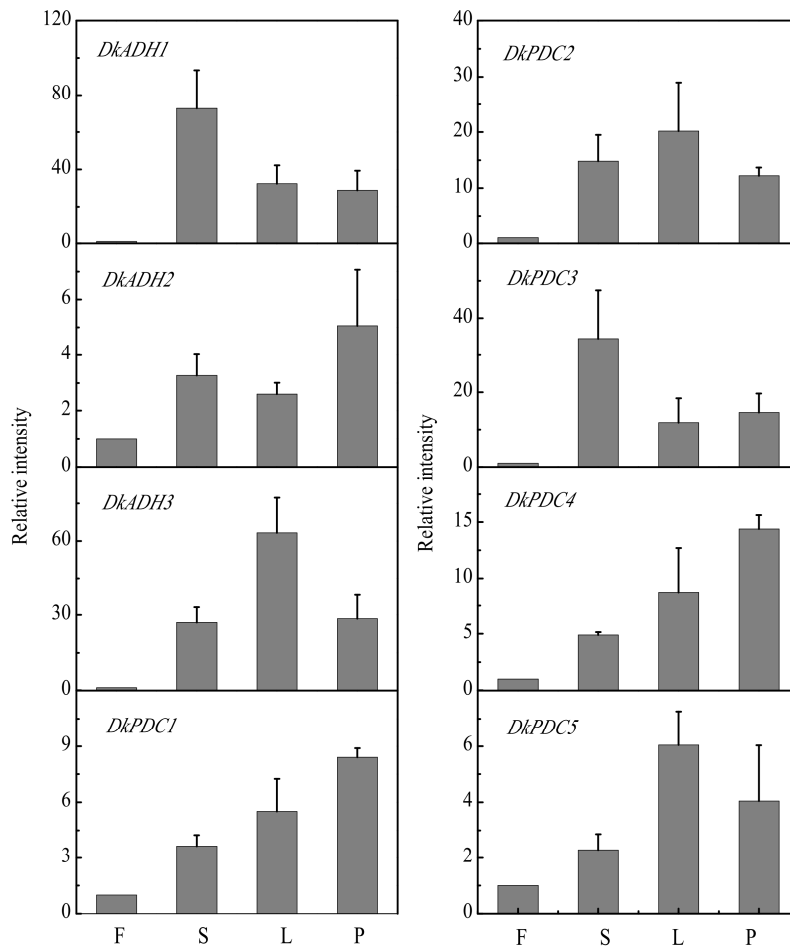 120
DkADH1
80
40
0
DkADH2
6
4
2
0
DkADH3
60
30
0
DkPDC1
9
6
3
0
F S L P
Relative intensity
40
DkPDC2
30
20
10
0
DkPDC3
40
20
0
DkPDC4
15
10
5
0
DkPDC5
6
4
2
0
F S L P
Relative intensity